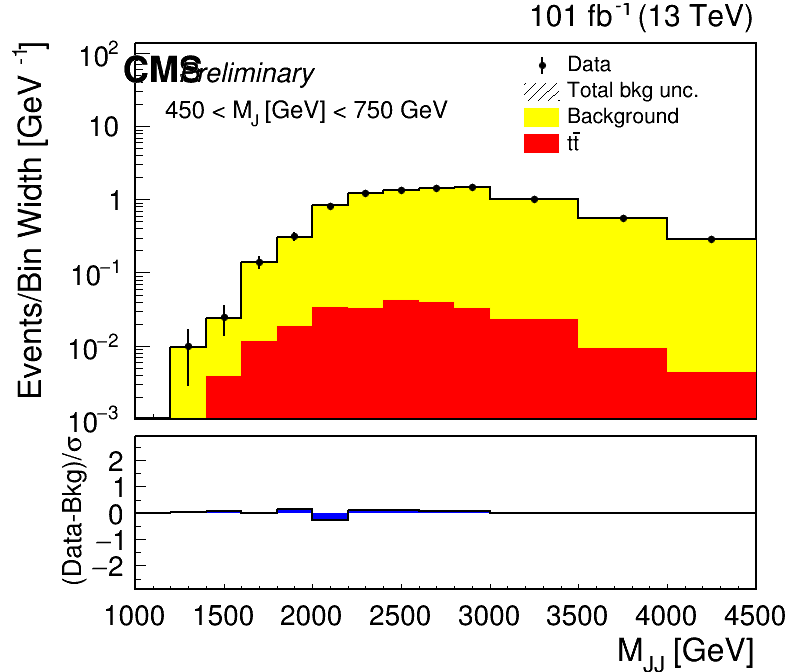 101 fb⁻¹ (13 TeV)
CMS Preliminary
450 < M_J [GeV] < 750 GeV
Data
Total bkg unc.
Background
tt̄
Events/Bin Width [GeV⁻¹]
10²
10
1
10⁻¹
10⁻²
10⁻³
(Data-Bkg)/σ
2
1
0
−1
−2
1000 1500 2000 2500 3000 3500 4000 4500
M_JJ [GeV]